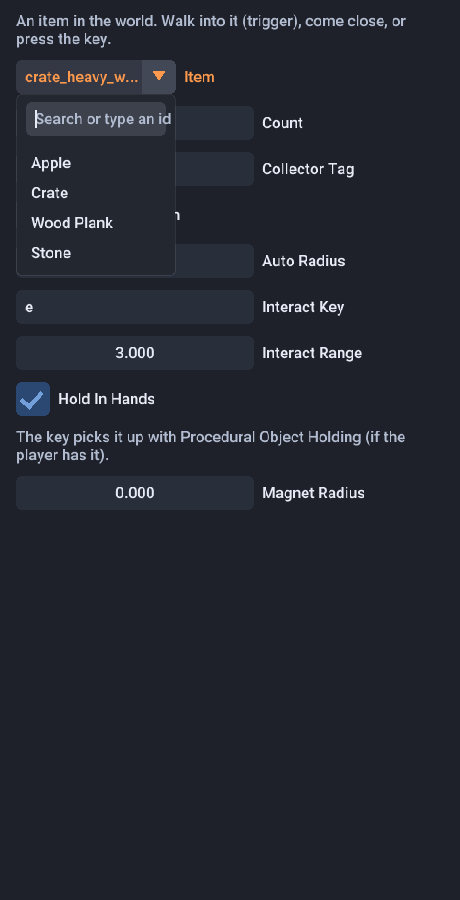 An item in the world. Walk into it (trigger), come close, or
press the key.
crate_heavy_w...
Item
Search or type an id
Count
Apple
Collector Tag
Crate
Wood Plank
Stone
Auto Radius
e
Interact Key
3.000
Interact Range
Hold In Hands
The key picks it up with Procedural Object Holding (if the
player has it).
0.000
Magnet Radius